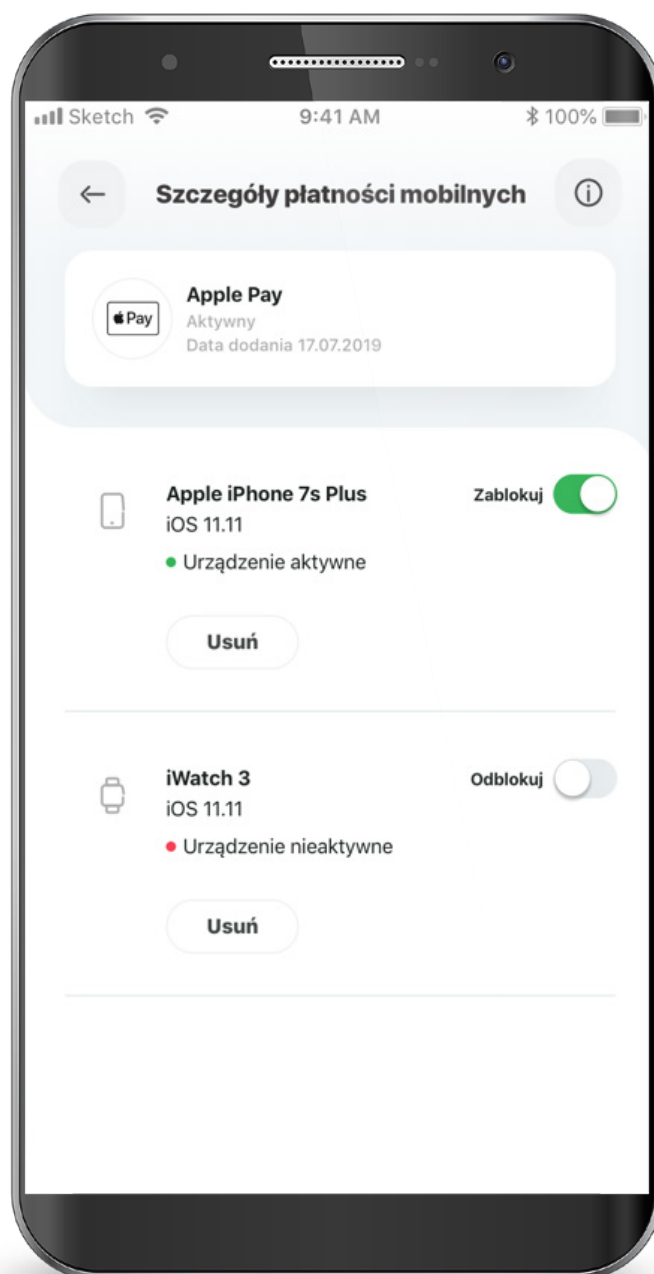 Sketch
9:41 AM
100%
Szczegóły płatności mobilnych
Pay
Apple Pay
Aktywny
Data dodania 17.07.2019
Apple iPhone 7s Plus
Zablokuj
iOS 11.11
Urządzenie aktywne
Usuń
iWatch 3
Odblokuj
iOS 11.11
Urządzenie nieaktywne
Usuń